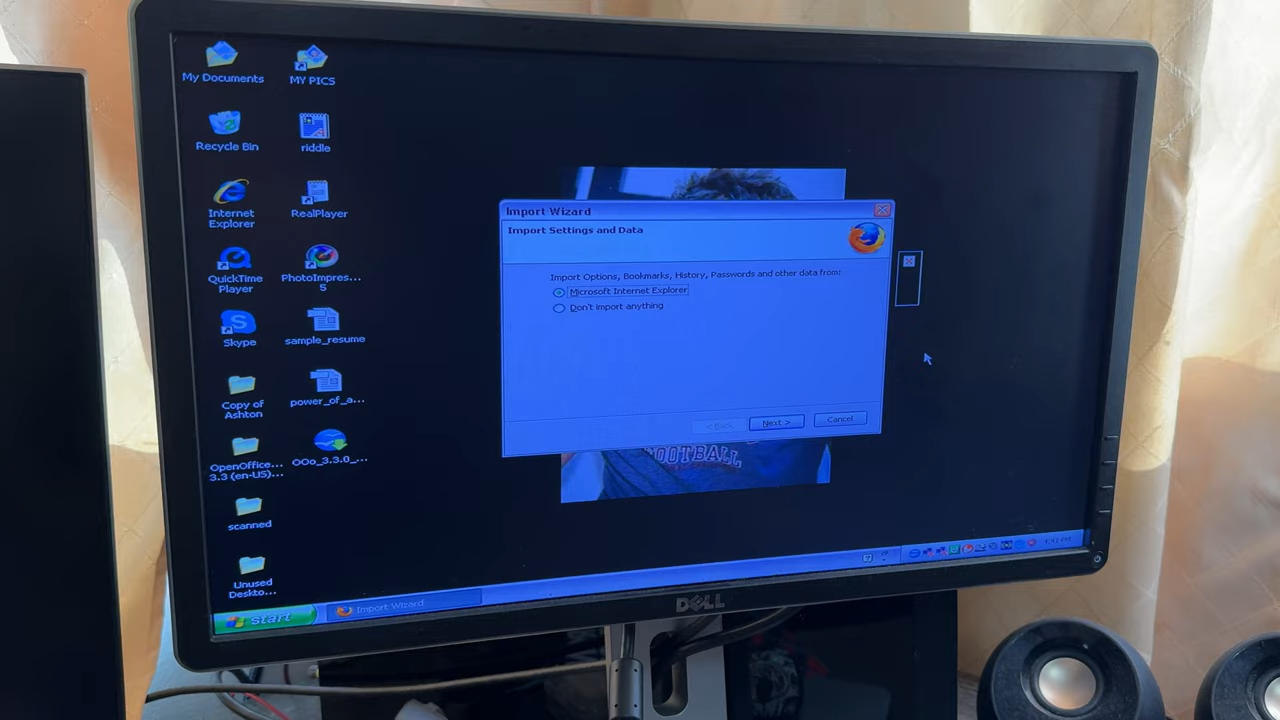 My Documents
MY PICS
Recycle Bin
riddle
Internet
Explorer
RealPlayer
QuickTime
Player
PhotoImpres...
5
Skype
sample_resume
Copy of
Ashton
power_of_a...
OpenOffice...
3.3 (en-US)...
OOo_3.3.0_...
scanned
Unused
Deskto...
Import Wizard
Import Settings and Data
Import Options, Bookmarks, History, Passwords and other data from:
Microsoft Internet Explorer
Don't import anything
< Back
Next >
Cancel
FOOTBALL
start
Import Wizard
DELL